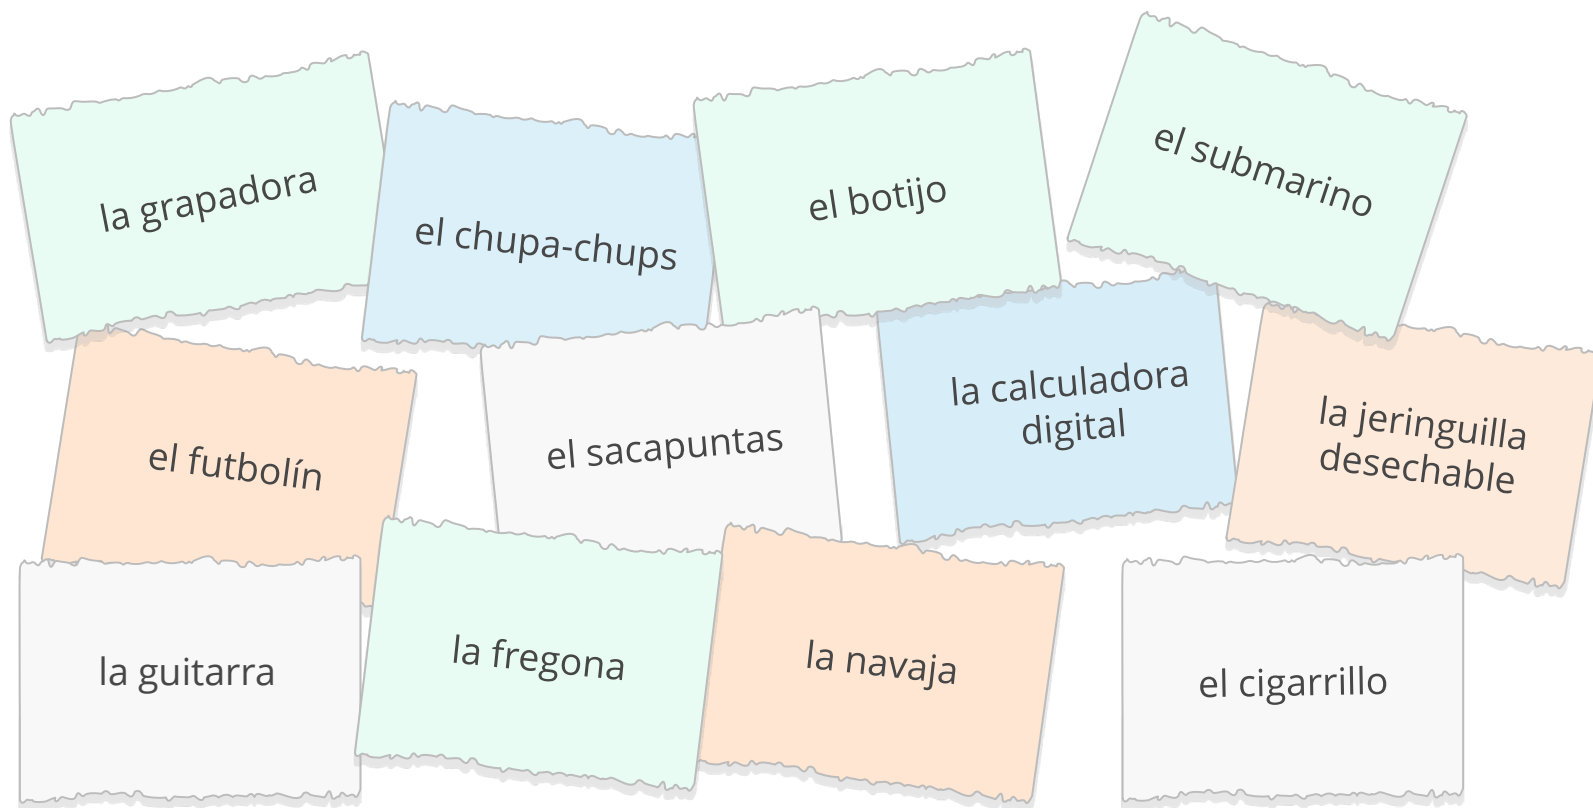 la grapadora
el chupa-chups
el botijo
el submarino
el futbolín
el sacapuntas
la calculadora
digital
la jeringuilla
desechable
la guitarra
la fregona
la navaja
el cigarrillo